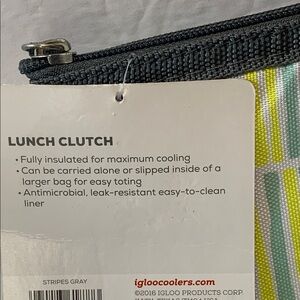 LUNCH CLUTCH
• Fully insulated for maximum cooling
• Can be carried alone or slipped inside of a
larger bag for easy toting
• Antimicrobial, leak-resistant easy-to-clean
liner
STRIPES GRAY
igloocoolers.com
©2016 IGLOO PRODUCTS CORP.